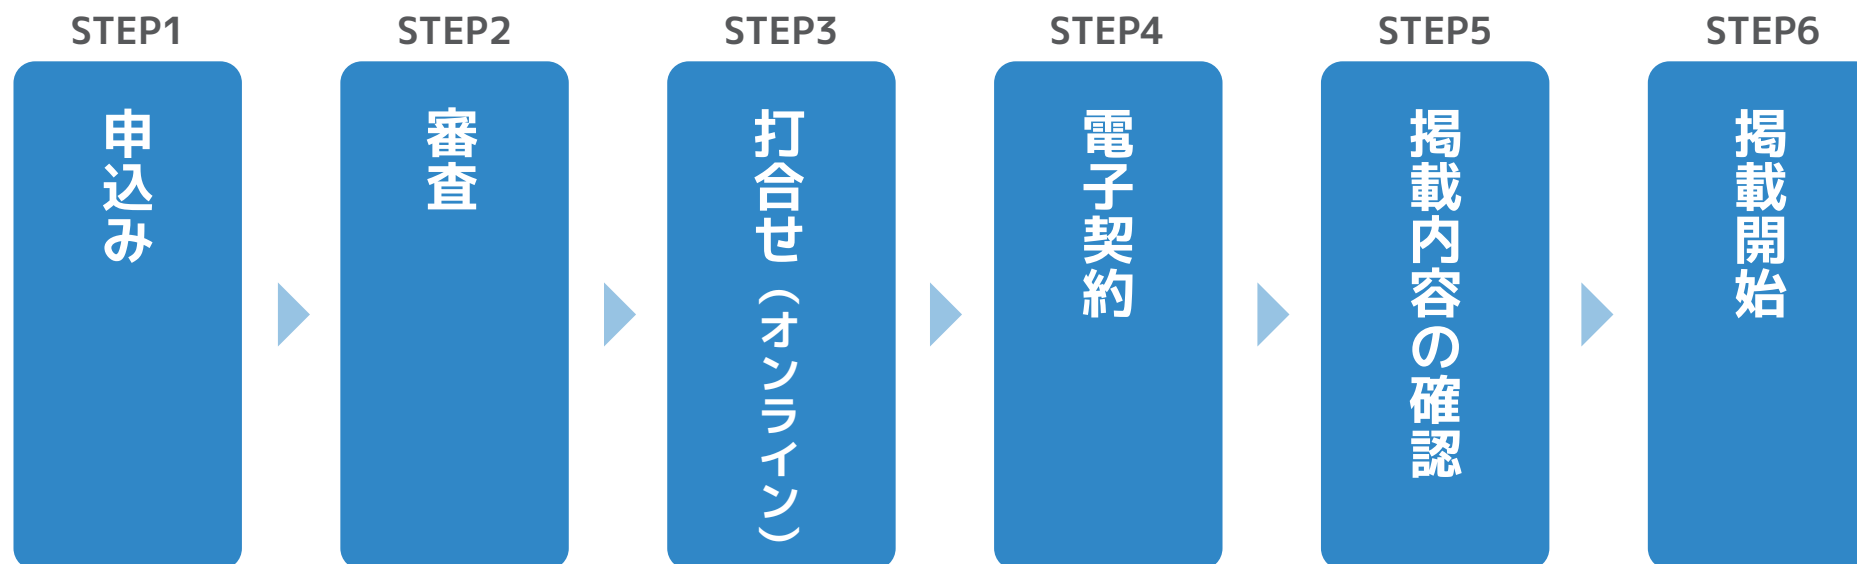 STEP1
申込み
STEP2
審査
STEP3
打合せ（オンライン）
STEP4
電子契約
STEP5
掲載内容の確認
STEP6
掲載開始